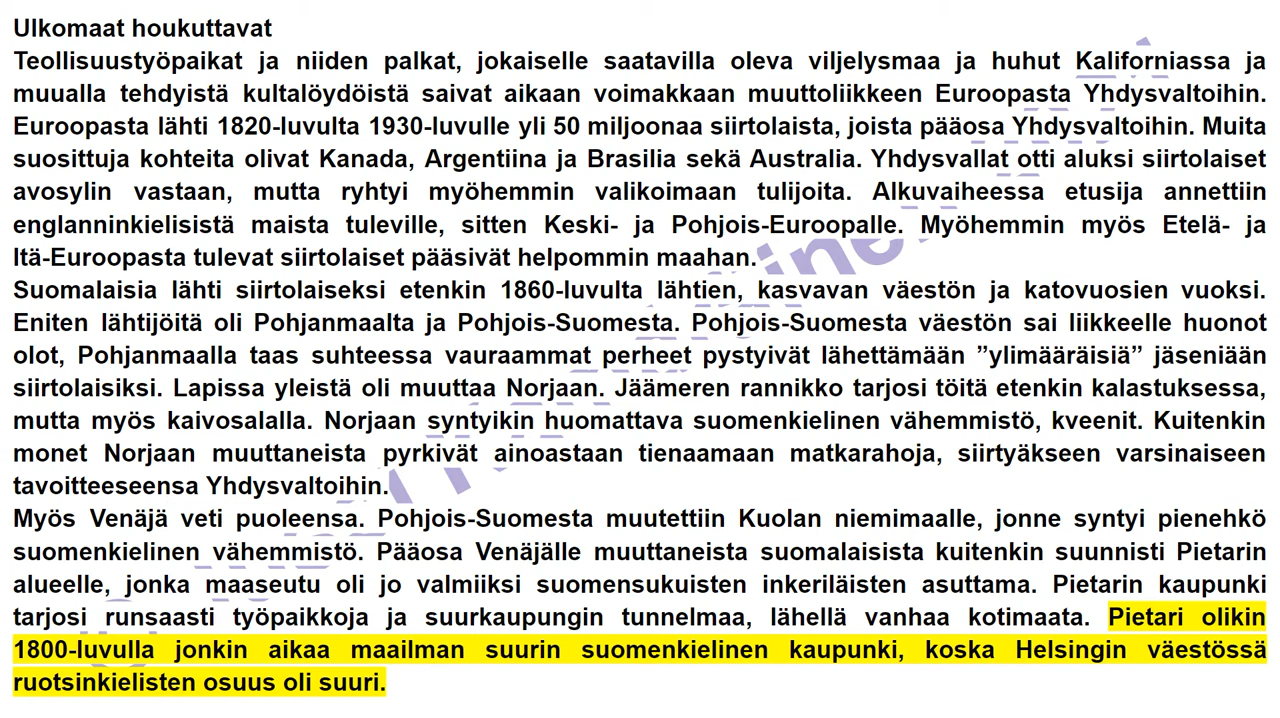 Ulkomaat houkuttavat
Teollisuustyöpaikat ja niiden palkat, jokaiselle saatavilla oleva viljelysmaa ja huhut Kaliforniassa ja
muualla tehdyistä kultalöydöistä saivat aikaan voimakkaan muuttoliikkeen Euroopasta Yhdysvaltoihin.
Euroopasta lähti 1820-luvulta 1930-luvulle yli 50 miljoonaa siirtolaista, joista pääosa Yhdysvaltoihin. Muita
suosittuja kohteita olivat Kanada, Argentiina ja Brasilia sekä Australia. Yhdysvallat otti aluksi siirtolaiset
avosylin vastaan, mutta ryhtyi myöhemmin valikoimaan tulijoita. Alkuvaiheessa etusija annettiin
englanninkielisistä maista tuleville, sitten Keski- ja Pohjois-Euroopalle. Myöhemmin myös Etelä- ja
Itä-Euroopasta tulevat siirtolaiset pääsivät helpommin maahan.
Suomalaisia lähti siirtolaiseksi etenkin 1860-luvulta lähtien, kasvavan väestön ja katovuosien vuoksi.
Eniten lähtijöitä oli Pohjanmaalta ja Pohjois-Suomesta. Pohjois-Suomesta väestön sai liikkeelle huonot
olot, Pohjanmaalla taas suhteessa vauraammat perheet pystyivät lähettämään ”ylimääräisiä” jäseniään
siirtolaisiksi. Lapissa yleistä oli muuttaa Norjaan. Jäämeren rannikko tarjosi töitä etenkin kalastuksessa,
mutta myös kaivosalalla. Norjaan syntyikin huomattava suomenkielinen vähemmistö, kveenit. Kuitenkin
monet Norjaan muuttaneista pyrkivät ainoastaan tienaamaan matkarahoja, siirtyäkseen varsinaiseen
tavoitteeseensa Yhdysvaltoihin.
Myös Venäjä veti puoleensa. Pohjois-Suomesta muutettiin Kuolan niemimaalle, jonne syntyi pienehkö
suomenkielinen vähemmistö. Pääosa Venäjälle muuttaneista suomalaisista kuitenkin suunnisti Pietarin
alueelle, jonka maaseutu oli jo valmiiksi suomensukuisten inkeriläisten asuttama. Pietarin kaupunki
tarjosi runsaasti työpaikkoja ja suurkaupungin tunnelmaa, lähellä vanhaa kotimaata. Pietari olikin
1800-luvulla jonkin aikaa maailman suurin suomenkielinen kaupunki, koska Helsingin väestössä
ruotsinkielisten osuus oli suuri.